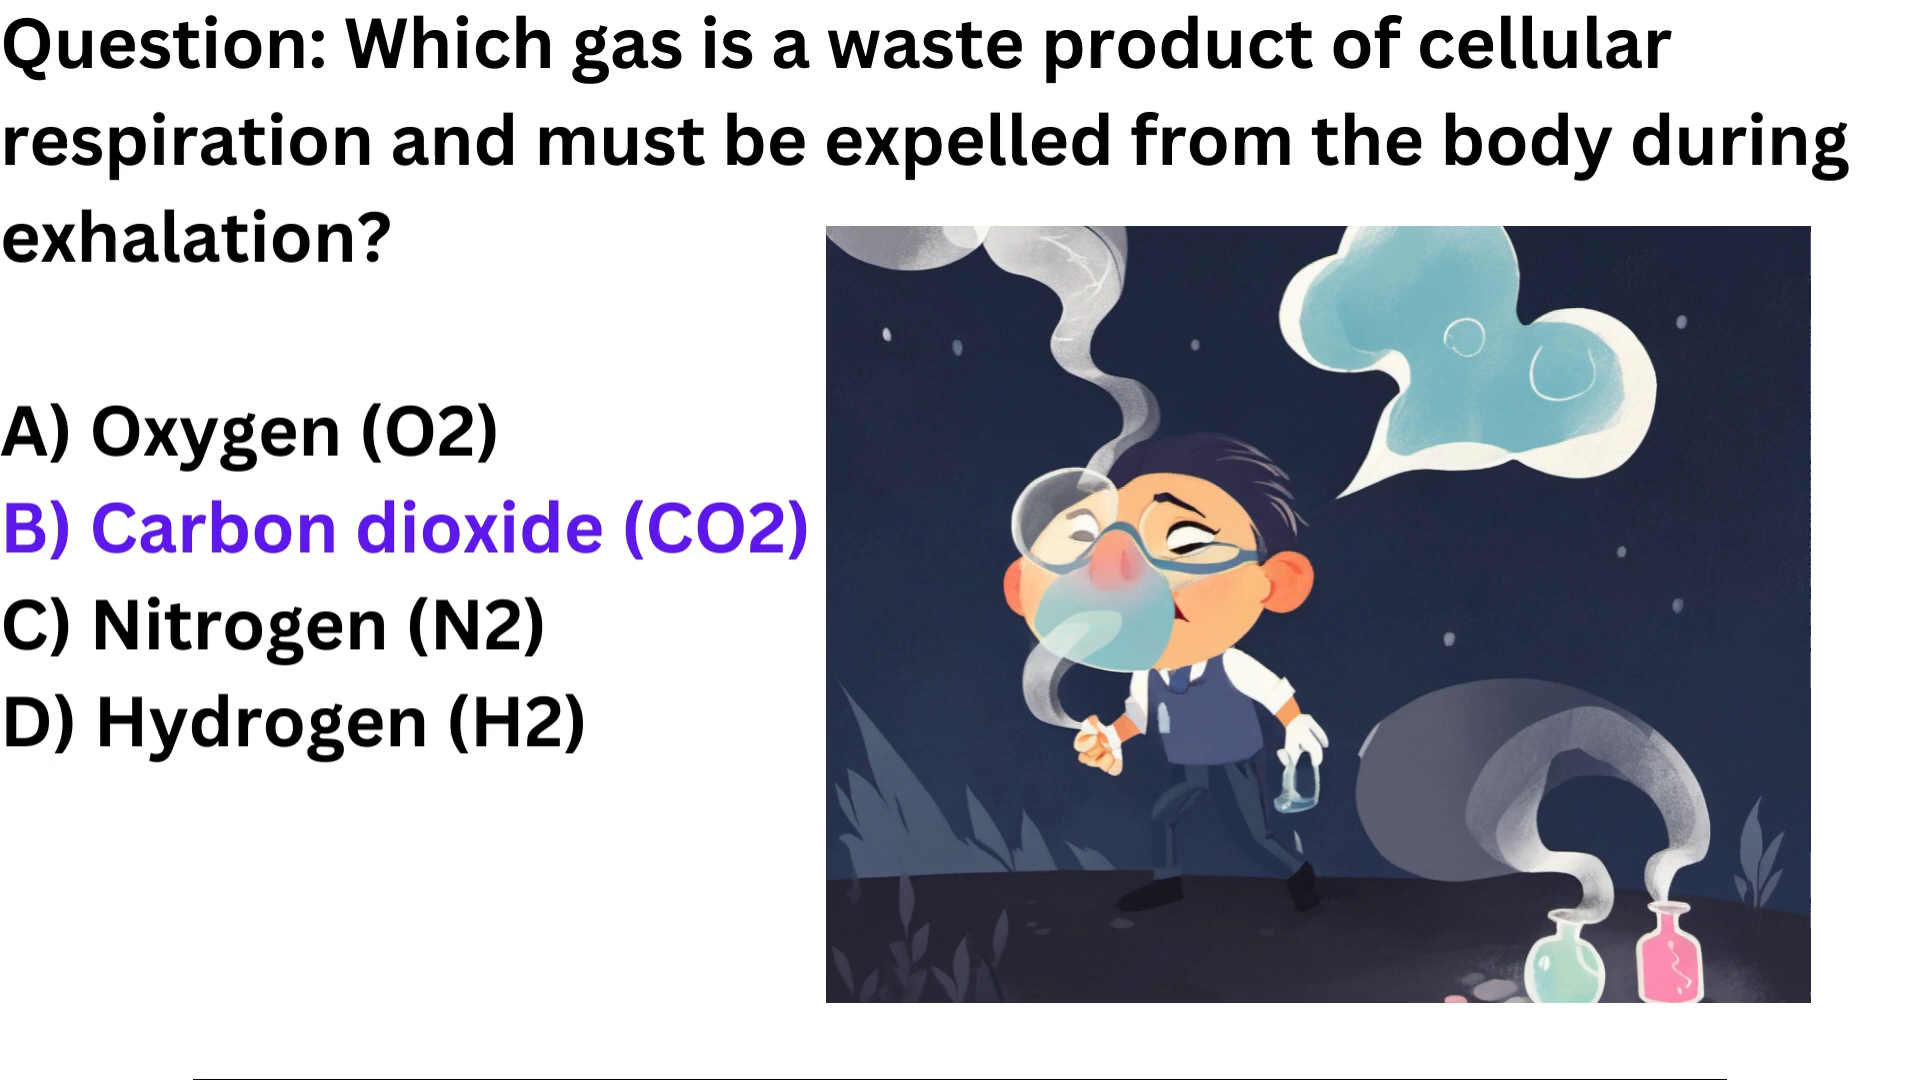 Question: Which gas is a waste product of cellular
respiration and must be expelled from the body during
exhalation?
A) Oxygen (O2)
B) Carbon dioxide (CO2)
C) Nitrogen (N2)
D) Hydrogen (H2)